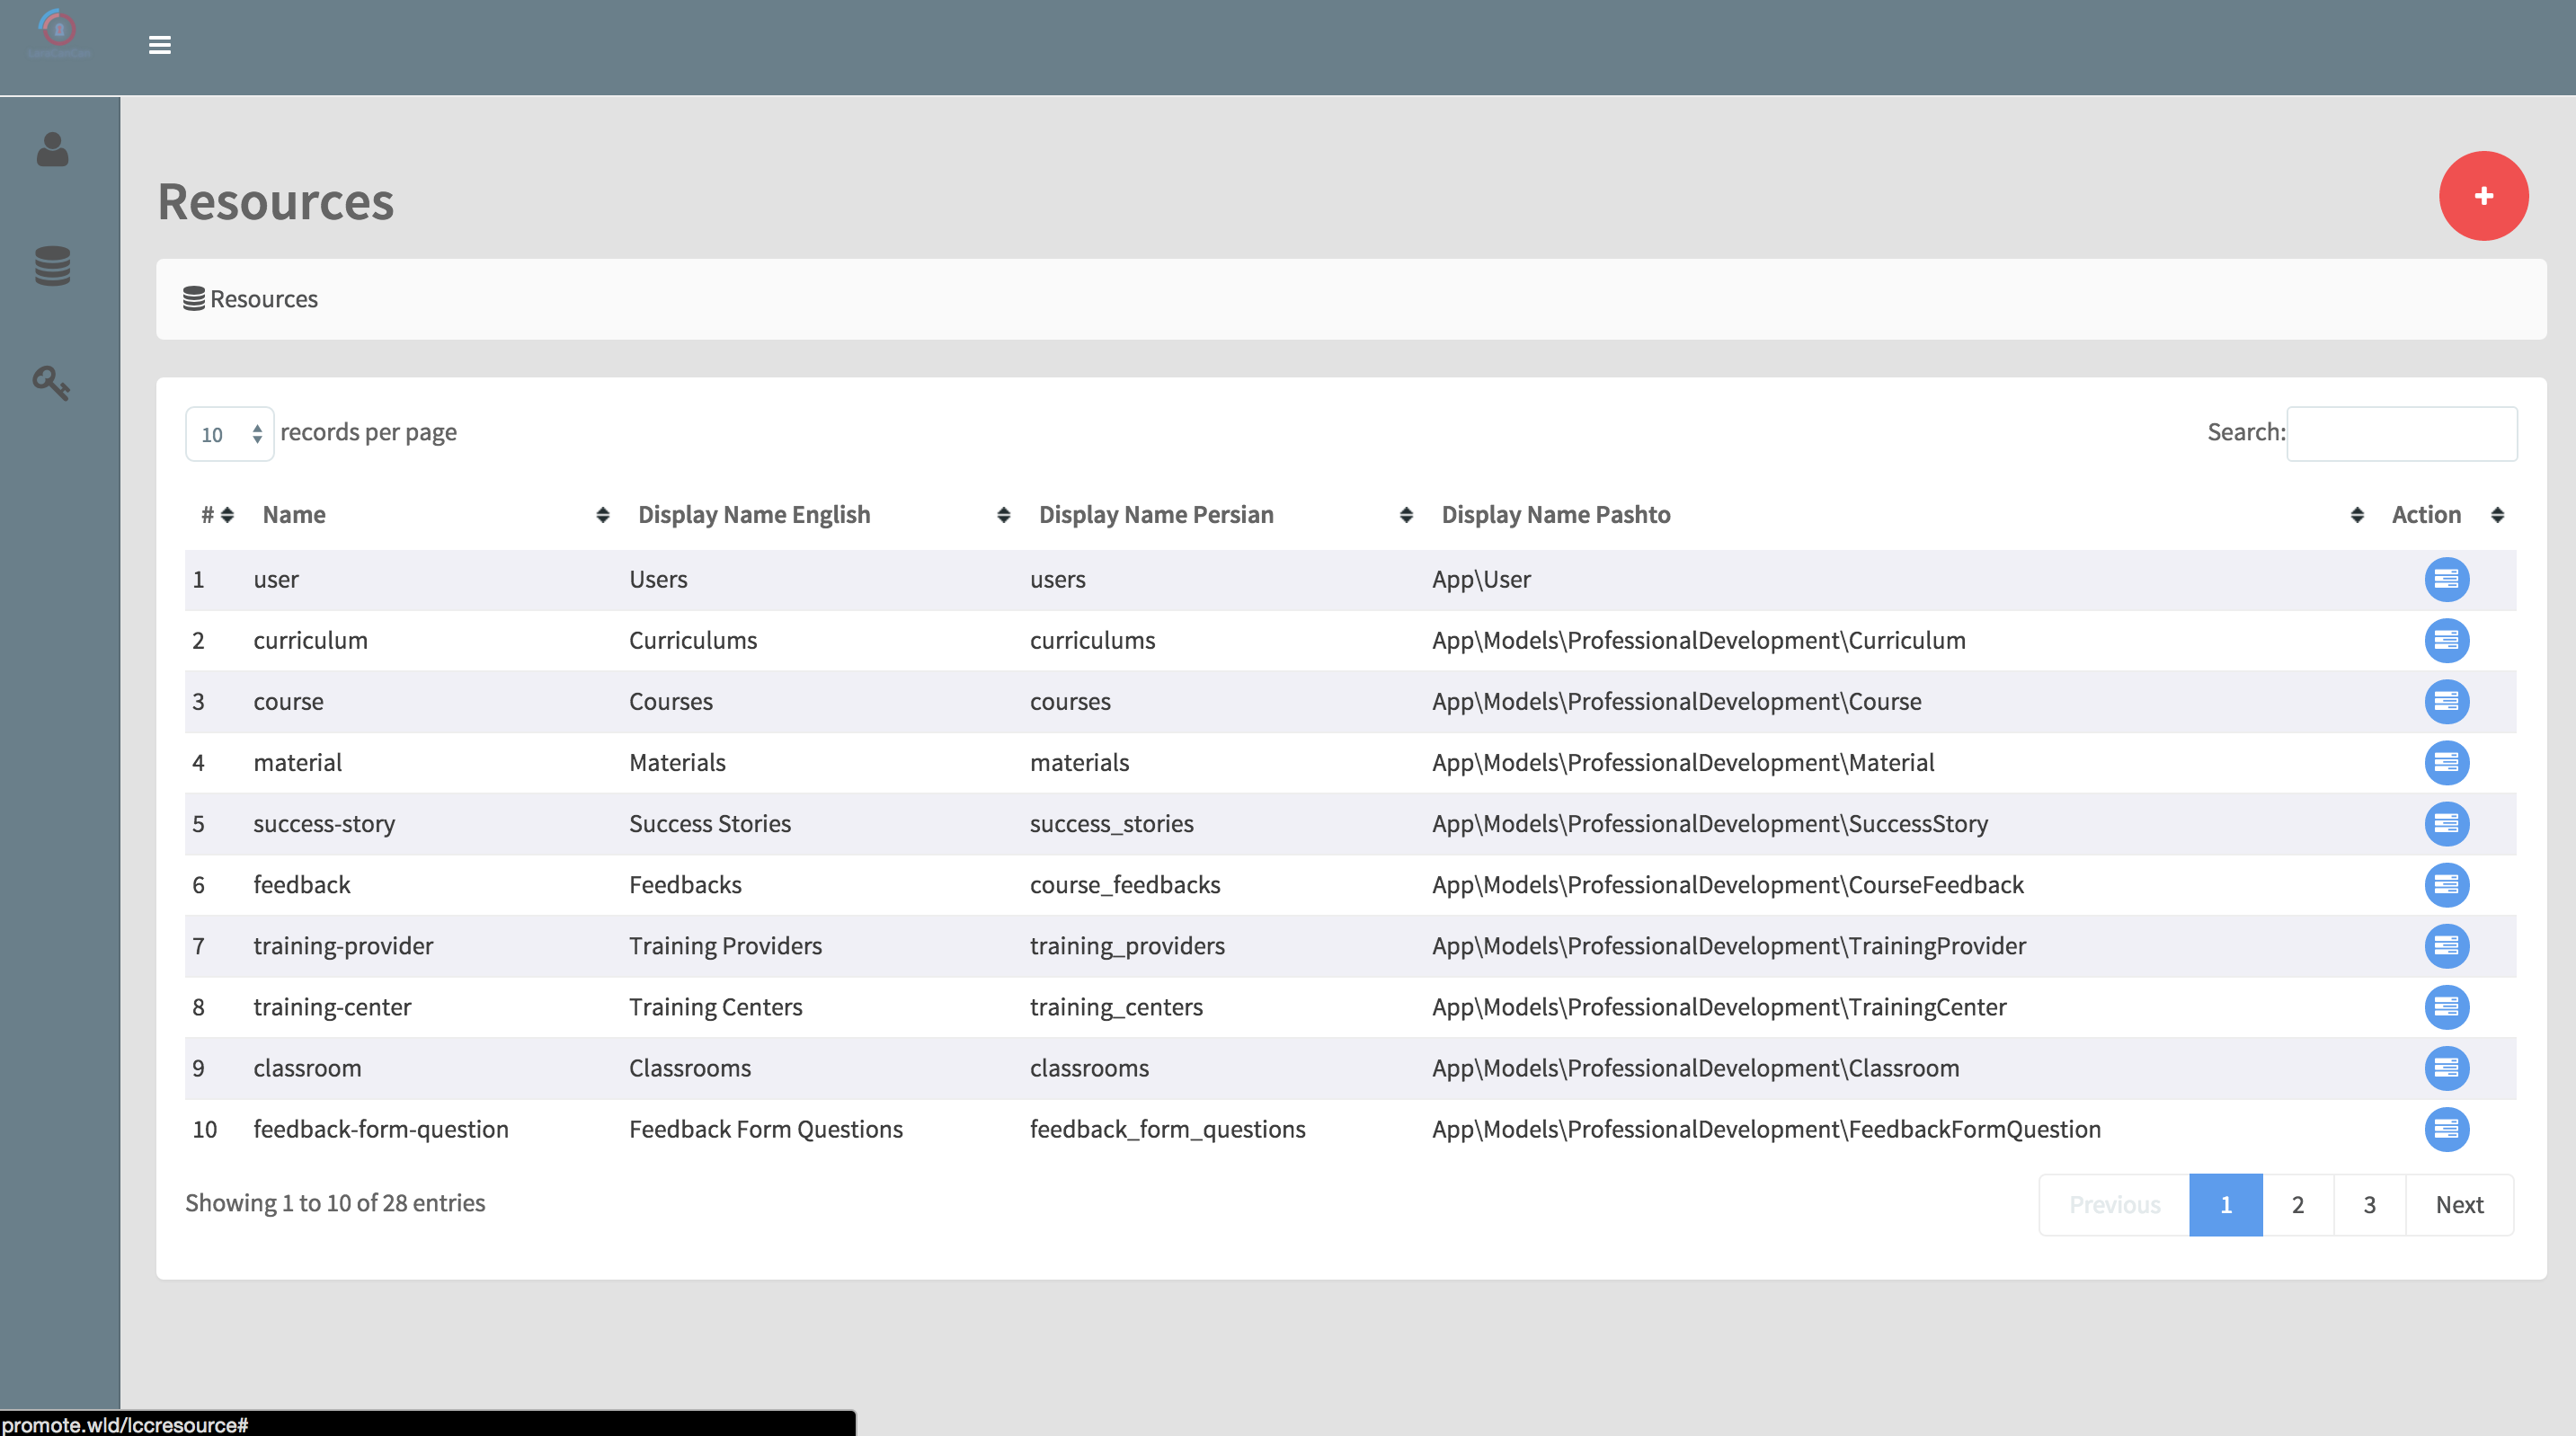 Resources
Resources
10 records per page Search:
# Name Display Name English Display Name Persian Display Name Pashto Action
1 user Users users App\User
2 curriculum Curriculums curriculums App\Models\ProfessionalDevelopment\Curriculum
3 course Courses courses App\Models\ProfessionalDevelopment\Course
4 material Materials materials App\Models\ProfessionalDevelopment\Material
5 success-story Success Stories success_stories App\Models\ProfessionalDevelopment\SuccessStory
6 feedback Feedbacks course_feedbacks App\Models\ProfessionalDevelopment\CourseFeedback
7 training-provider Training Providers training_providers App\Models\ProfessionalDevelopment\TrainingProvider
8 training-center Training Centers training_centers App\Models\ProfessionalDevelopment\TrainingCenter
9 classroom Classrooms classrooms App\Models\ProfessionalDevelopment\Classroom
10 feedback-form-question Feedback Form Questions feedback_form_questions App\Models\ProfessionalDevelopment\FeedbackFormQuestion
Showing 1 to 10 of 28 entries Previous 1 2 3 Next
promote.wld/lccresource#